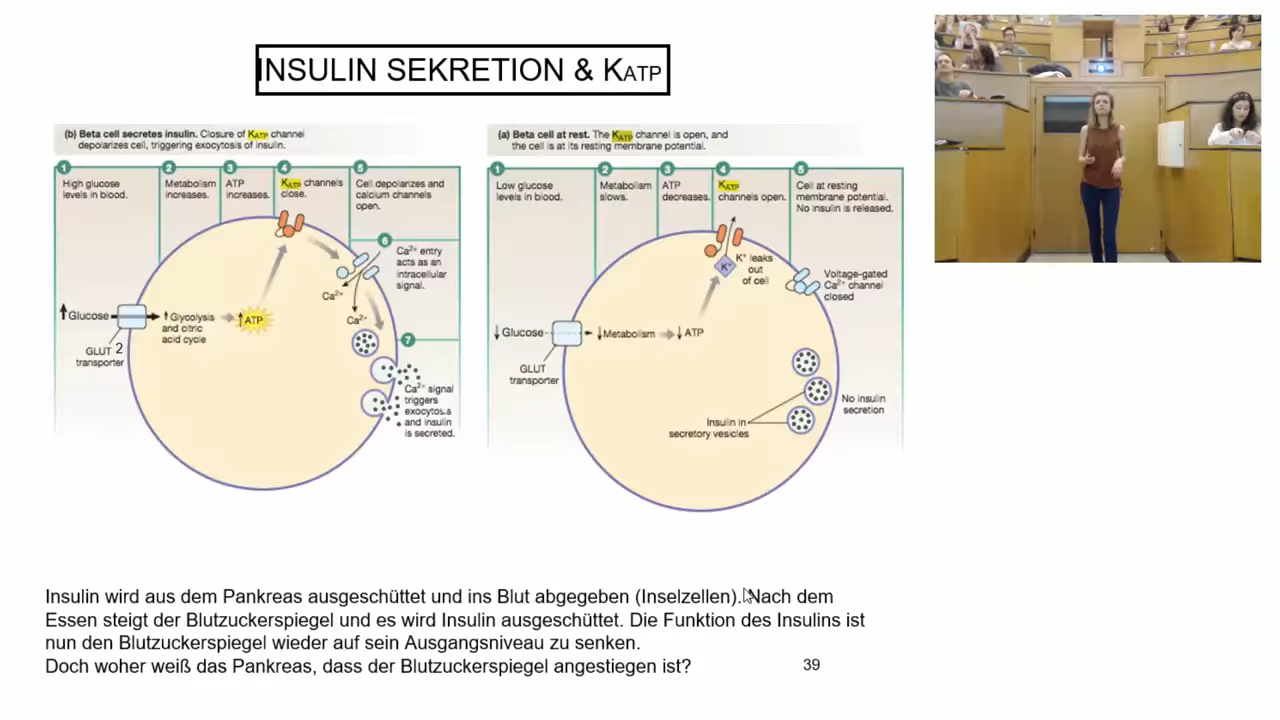 INSULIN SEKRETION & KATP
(b) Beta cell secretes insulin. Closure of KATP channel
depolarizes cell, triggering exocytosis of insulin.
1
High glucose
levels in blood.
2
Metabolism
increases.
3
ATP
increases.
4
KATP channels
close.
5
Cell depolarizes and
calcium channels
open.
6
Ca2+ entry
acts as an
intracellular
signal.
Ca2+
Ca2+
Glucose
Glycolysis
and citric
acid cycle
ATP
GLUT 2
transporter
7
Ca2+ signal
triggers
exocytosis
and insulin
is secreted.
(a) Beta cell at rest. The KATP channel is open, and
the cell is at its resting membrane potential.
1
Low glucose
levels in blood.
2
Metabolism
slows.
3
ATP
decreases.
4
KATP
channels open.
5
Cell at resting
membrane potential.
No insulin is released.
K+
K+ leaks
out
of cell
Voltage-gated
Ca2+ channel
closed
Glucose
Metabolism
ATP
GLUT
transporter
No insulin
secretion
Insulin in
secretory vesicles
Insulin wird aus dem Pankreas ausgeschüttet und ins Blut abgegeben (Inselzellen). Nach dem
Essen steigt der Blutzuckerspiegel und es wird Insulin ausgeschüttet. Die Funktion des Insulins ist
nun den Blutzuckerspiegel wieder auf sein Ausgangsniveau zu senken.
Doch woher weiß das Pankreas, dass der Blutzuckerspiegel angestiegen ist?
39